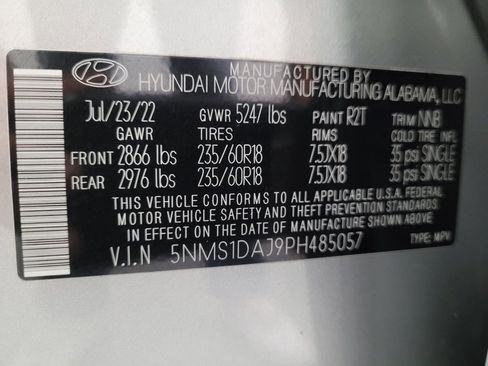 MANUFACTURED BY
HYUNDAI MOTOR MANUFACTURING ALABAMA, LLC
Jul/23/22 GVWR 5247 lbs PAINT R2T TRIM NNB
GAWR TIRES RIMS COLD TIRE INFL
FRONT 2866 lbs 235/60R18 7.5JX18 35 psi SINGLE
REAR 2976 lbs 235/60R18 7.5JX18 35 psi SINGLE
THIS VEHICLE CONFORMS TO ALL APPLICABLE U.S.A. FEDERAL
MOTOR VEHICLE SAFETY AND THEFT PREVENTION STANDARDS
IN EFFECT ON THE DATE OF MANUFACTURE SHOWN ABOVE.
V.I.N 5NMS1DAJ9PH485057 TYPE: MPV